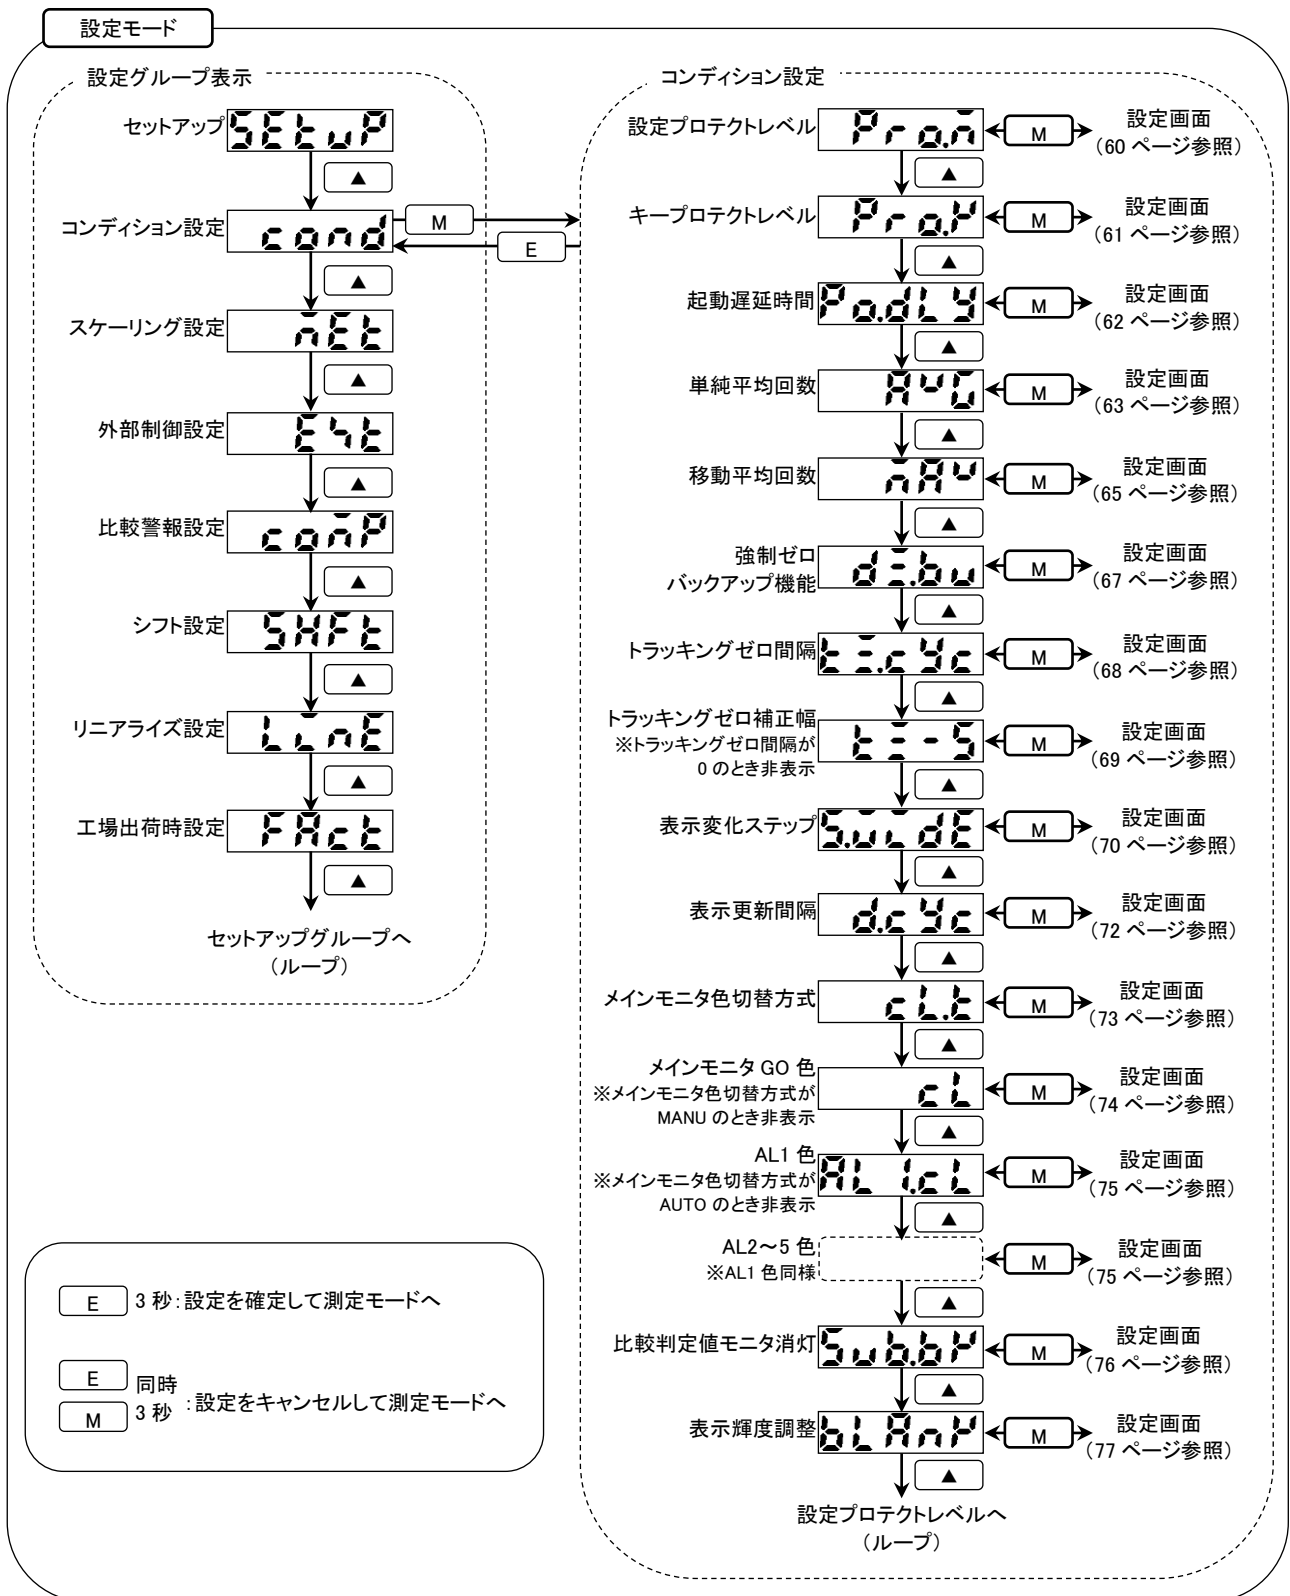 設定モード
設定グループ表示
セットアップ SEtuP
▲
コンディション設定 cond
M
E
▲
スケーリング設定 mEt
▲
外部制御設定 Ext
▲
比較警報設定 comP
▲
シフト設定 SHFt
▲
リニアライズ設定 LinE
▲
工場出荷時設定 FAct
▲
セットアップグループへ
(ループ)
コンディション設定
設定プロテクトレベル Pro.m M 設定画面
(60 ページ参照)
▲
キープロテクトレベル Pro.K M 設定画面
(61 ページ参照)
▲
起動遅延時間 Po.dLY M 設定画面
(62 ページ参照)
▲
単純平均回数 AvG M 設定画面
(63 ページ参照)
▲
移動平均回数 mAv M 設定画面
(65 ページ参照)
▲
強制ゼロ
バックアップ機能 dZ.bu M 設定画面
(67 ページ参照)
▲
トラッキングゼロ間隔 tZ.cYc M 設定画面
(68 ページ参照)
▲
トラッキングゼロ補正幅
※トラッキングゼロ間隔が
0 のとき非表示
tZ-S M 設定画面
(69 ページ参照)
▲
表示変化ステップ S.widE M 設定画面
(70 ページ参照)
▲
表示更新間隔 d.cYc M 設定画面
(72 ページ参照)
▲
メインモニタ色切替方式 cL.t M 設定画面
(73 ページ参照)
▲
メインモニタ GO 色
※メインモニタ色切替方式が
MANU のとき非表示
cL M 設定画面
(74 ページ参照)
▲
AL1 色
※メインモニタ色切替方式が
AUTO のとき非表示
AL1.cL M 設定画面
(75 ページ参照)
▲
AL2～5 色
※AL1 色同様
M 設定画面
(75 ページ参照)
▲
比較判定値モニタ消灯 Sub.bK M 設定画面
(76 ページ参照)
▲
表示輝度調整 bLAnK M 設定画面
(77 ページ参照)
▲
設定プロテクトレベルへ
(ループ)
E 3 秒:設定を確定して測定モードへ
E 同時
M 3 秒 :設定をキャンセルして測定モードへ